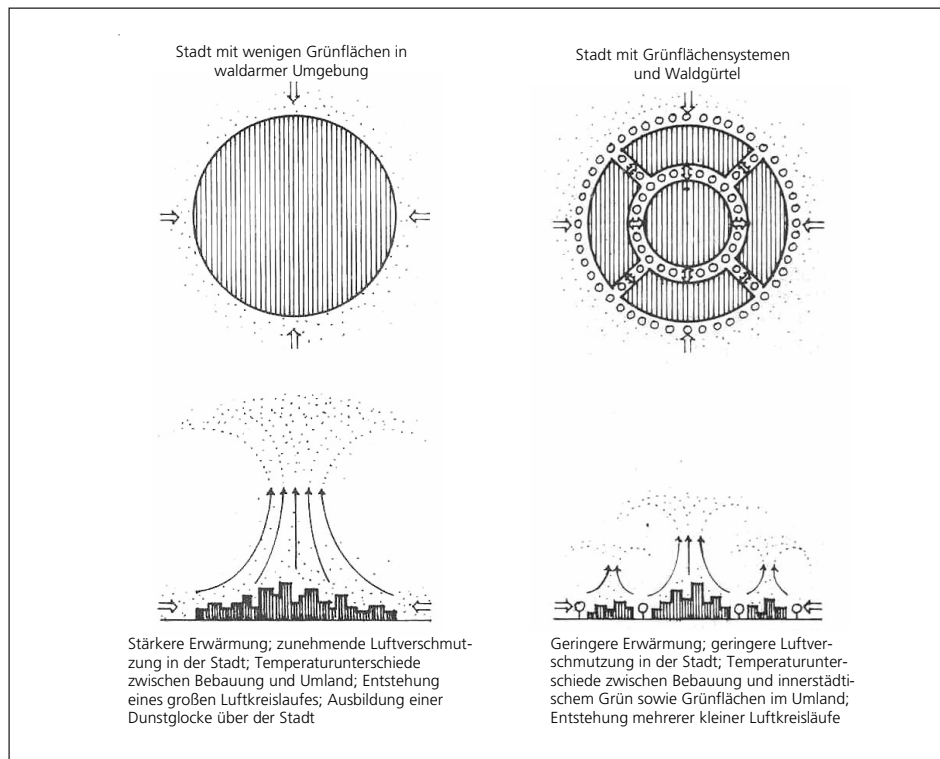 Stadt mit wenigen Grünflächen in
waldarmer Umgebung
Stadt mit Grünflächensystemen
und Waldgürtel
Stärkere Erwärmung; zunehmende Luftverschmut-
zung in der Stadt; Temperaturunterschiede
zwischen Bebauung und Umland; Entstehung
eines großen Luftkreislaufes; Ausbildung einer
Dunstglocke über der Stadt
Geringere Erwärmung; geringere Luftver-
schmutzung in der Stadt; Temperaturunter-
schiede zwischen Bebauung und innerstädti-
schem Grün sowie Grünflächen im Umland;
Entstehung mehrerer kleiner Luftkreisläufe